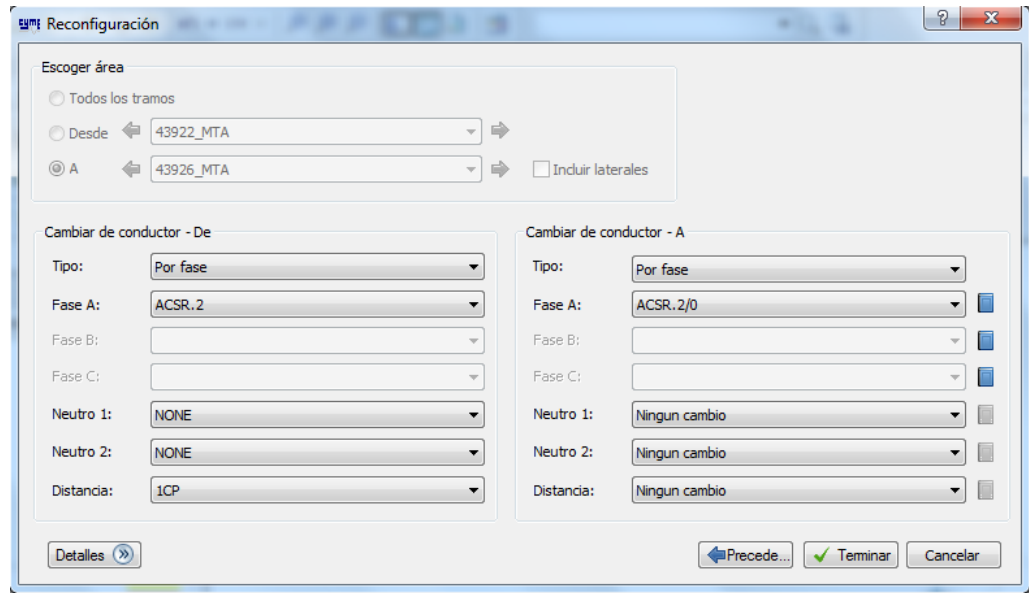 CYME Reconfiguración
Escoger área
Todos los tramos
Desde 43922_MTA
A 43926_MTA Incluir laterales
Cambiar de conductor - De
Tipo: Por fase
Fase A: ACSR.2
Fase B:
Fase C:
Neutro 1: NONE
Neutro 2: NONE
Distancia: 1CP
Cambiar de conductor - A
Tipo: Por fase
Fase A: ACSR.2/0
Fase B:
Fase C:
Neutro 1: Ningun cambio
Neutro 2: Ningun cambio
Distancia: Ningun cambio
Detalles
Precede... Terminar Cancelar